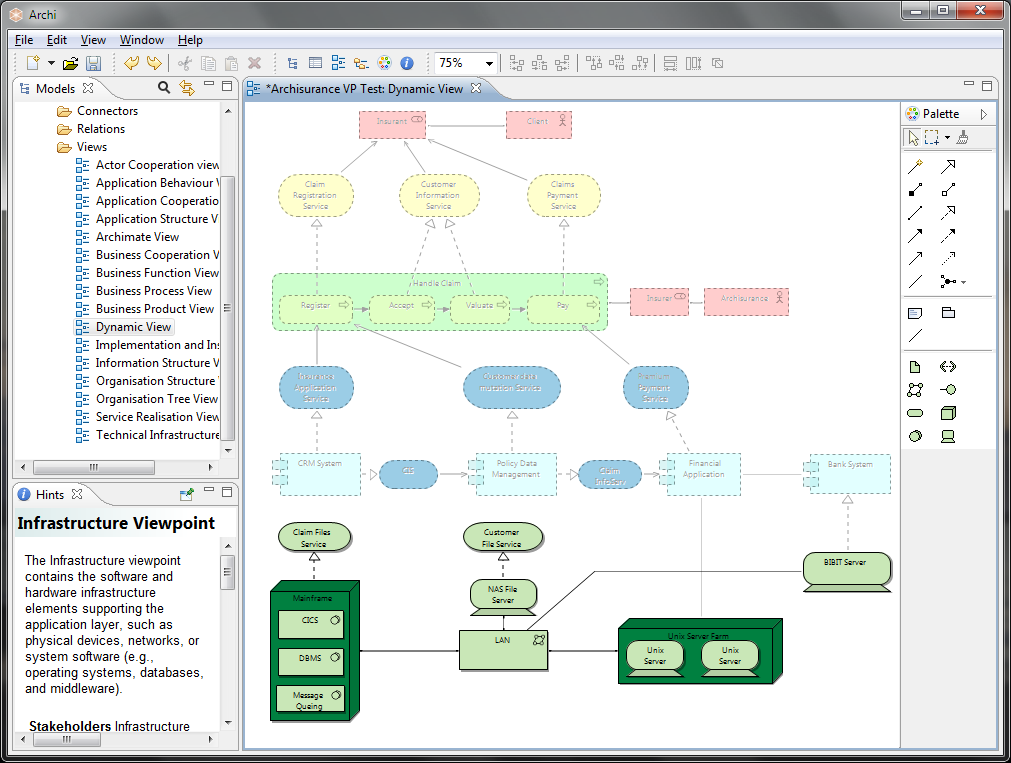 Archi
File Edit View Window Help
75%
Models
*Archisurance VP Test: Dynamic View
Connectors
Relations
Views
Actor Cooperation view
Application Behaviour V
Application Cooperatio
Application Structure V
Archimate View
Business Cooperation V
Business Function View
Business Process View
Business Product View
Dynamic View
Implementation and Ins
Information Structure V
Organisation Structure
Organisation Tree View
Service Realisation View
Technical Infrastructure
Hints
Infrastructure Viewpoint
The Infrastructure viewpoint
contains the software and
hardware infrastructure
elements supporting the
application layer, such as
physical devices, networks, or
system software (e.g.,
operating systems, databases,
and middleware).
Stakeholders Infrastructure
Insurant
Client
Claim
Registration
Service
Customer
Information
Service
Claims
Payment
Service
Handle Claim
Register
Accept
Valuate
Pay
Insurer
Archisurance
Insurance
Application
Service
Customer data
mutation Service
Premium
Payment
Service
CRM System
CIS
Policy Data
Management
Claim
InfoServ
Financial
Application
Bank System
Claim Files
Service
Customer
File Service
Mainframe
CICS
DBMS
Message
Queing
NAS File
Server
LAN
BIBIT Server
Unix Server Farm
Unix
Server
Unix
Server
Palette